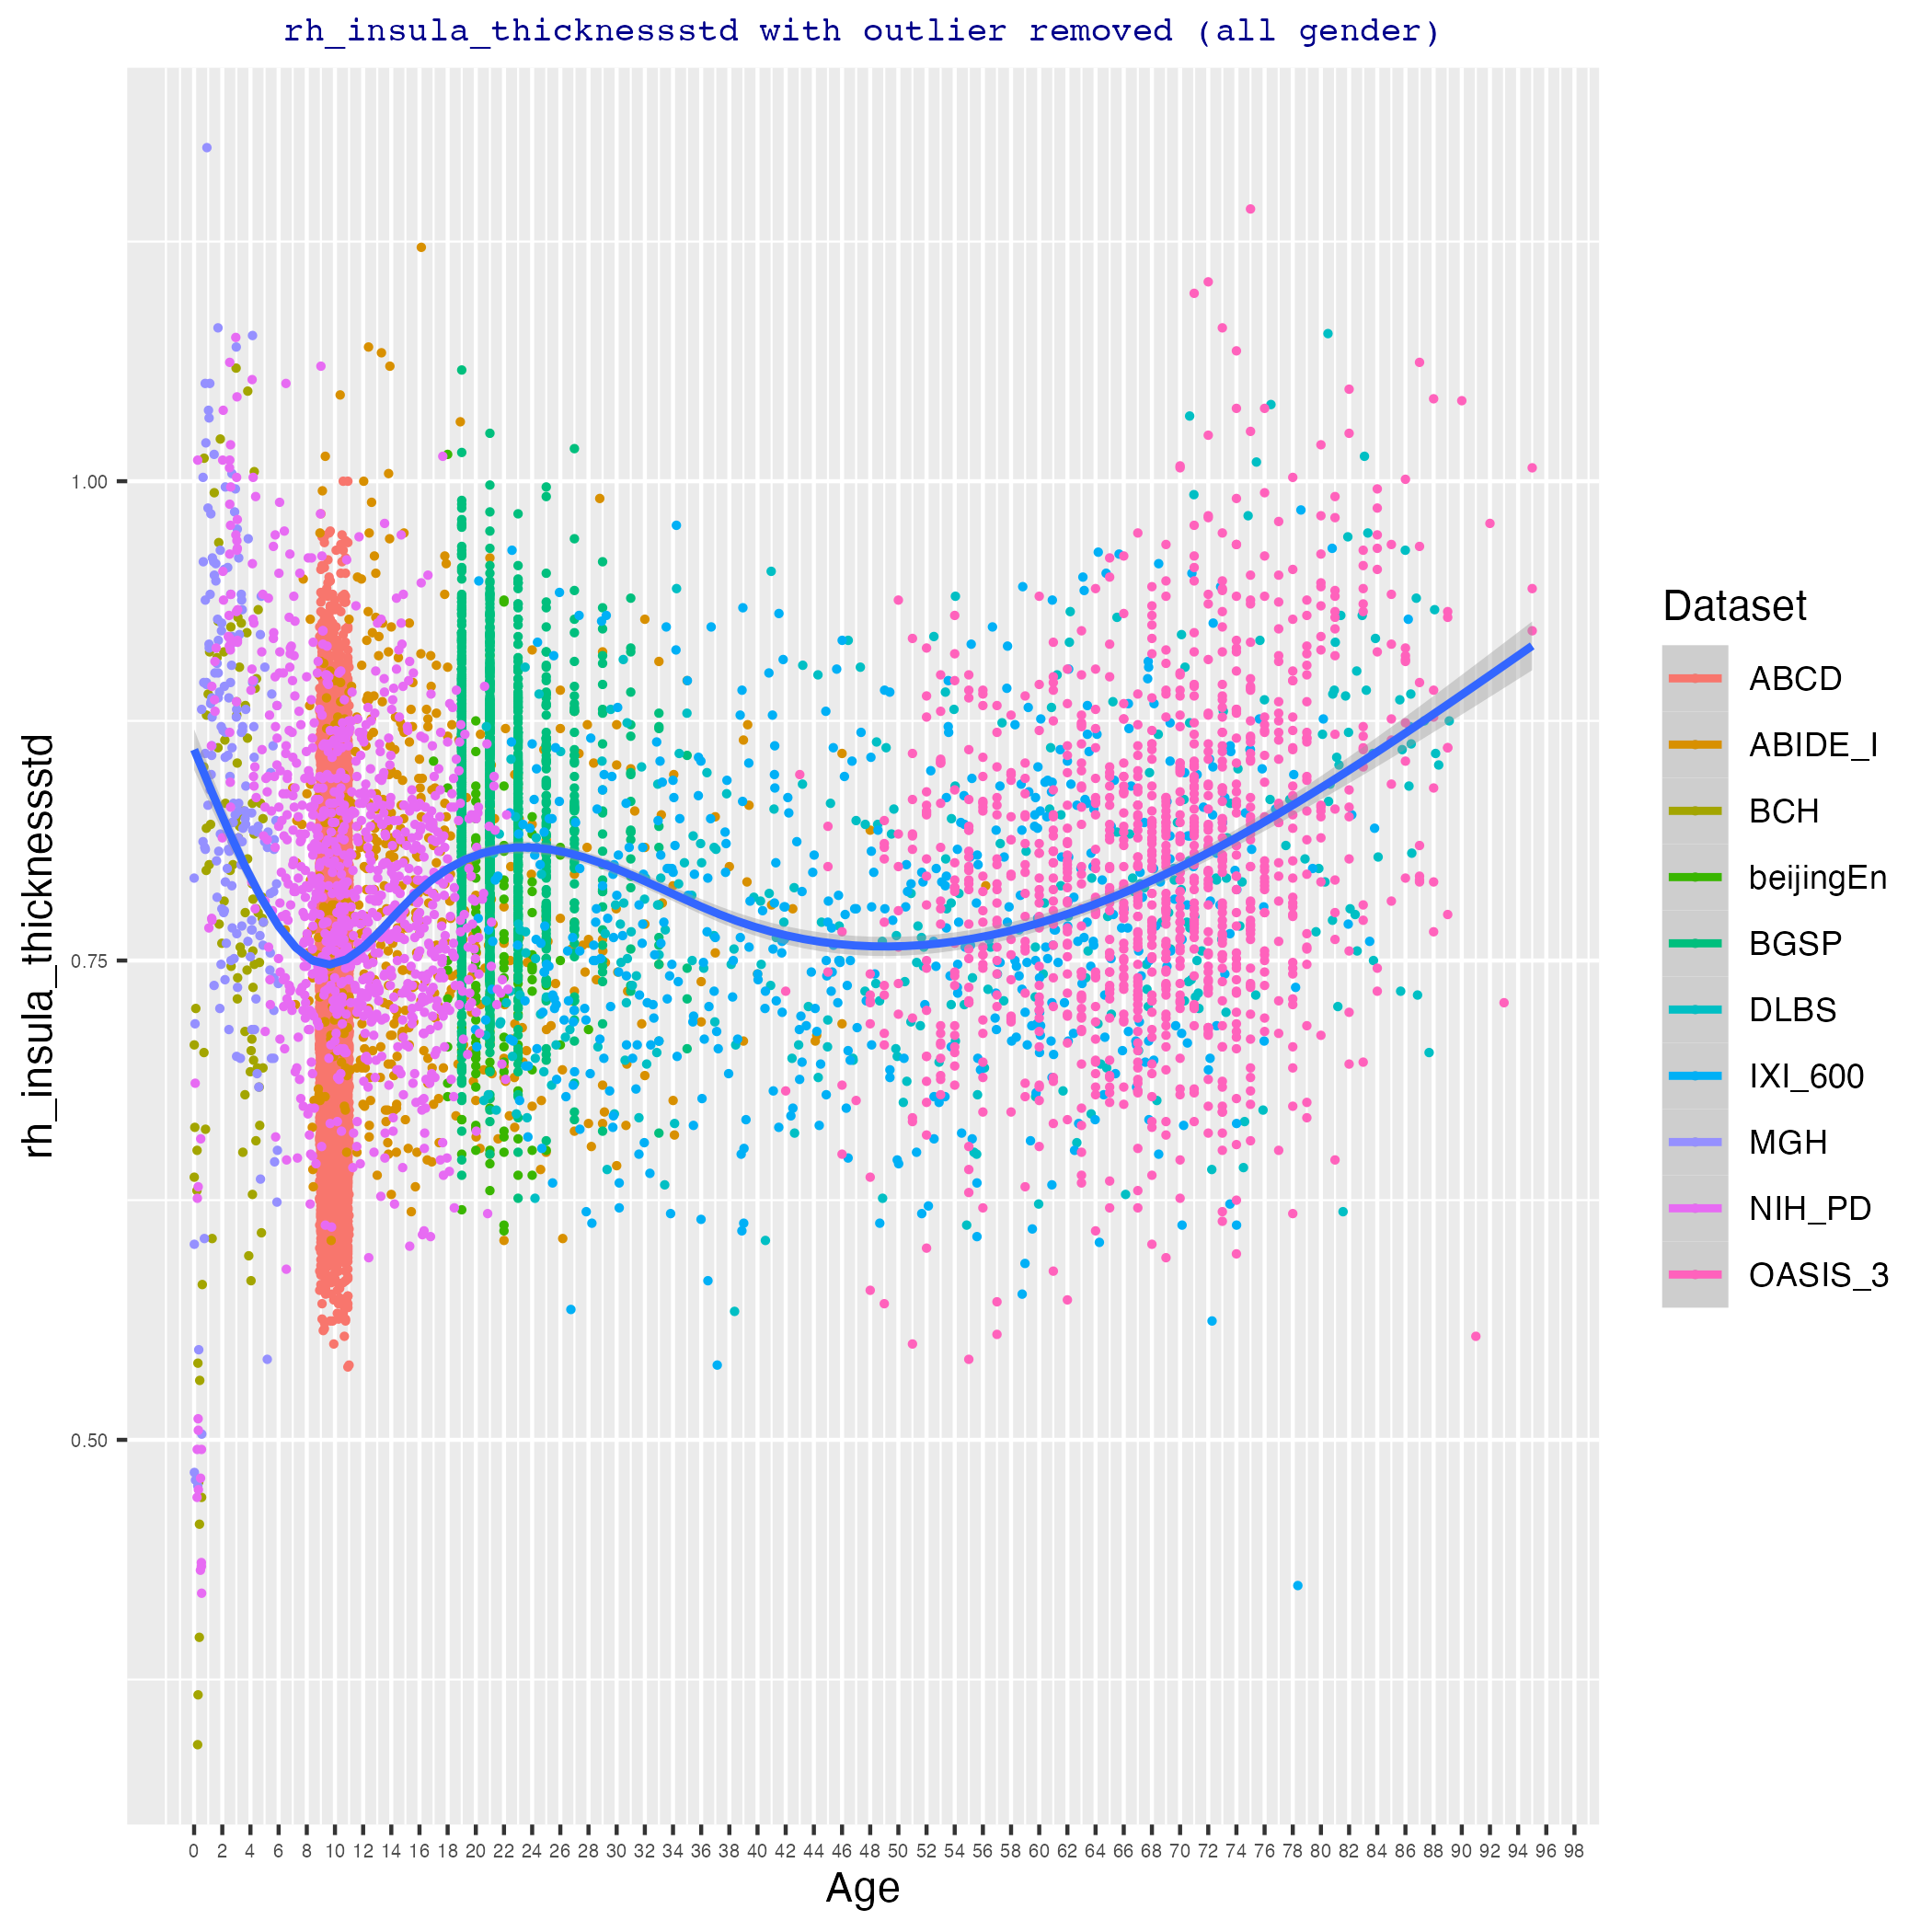 rh_insula_thicknessstd with outlier removed (all gender)
rh_insula_thicknessstd
1.00
0.75
0.50
0 2 4 6 8 10 12 14 16 18 20 22 24 26 28 30 32 34 36 38 40 42 44 46 48 50 52 54 56 58 60 62 64 66 68 70 72 74 76 78 80 82 84 86 88 90 92 94 96 98
Age
Dataset
ABCD
ABIDE_I
BCH
beijingEn
BGSP
DLBS
IXI_600
MGH
NIH_PD
OASIS_3